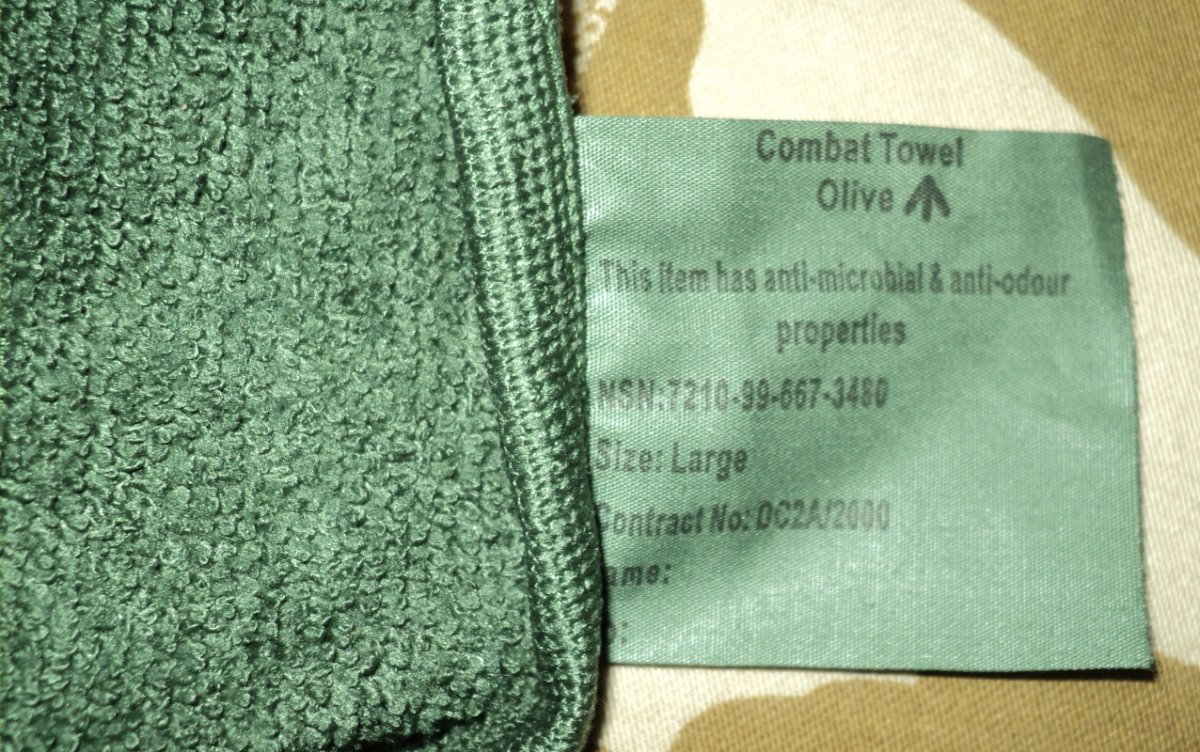 Combat Towel
Olive
This item has anti-microbial & anti-odour
properties
NSN:7210-99-667-3480
Size: Large
Contract No: DC2A/2000
ame:
: